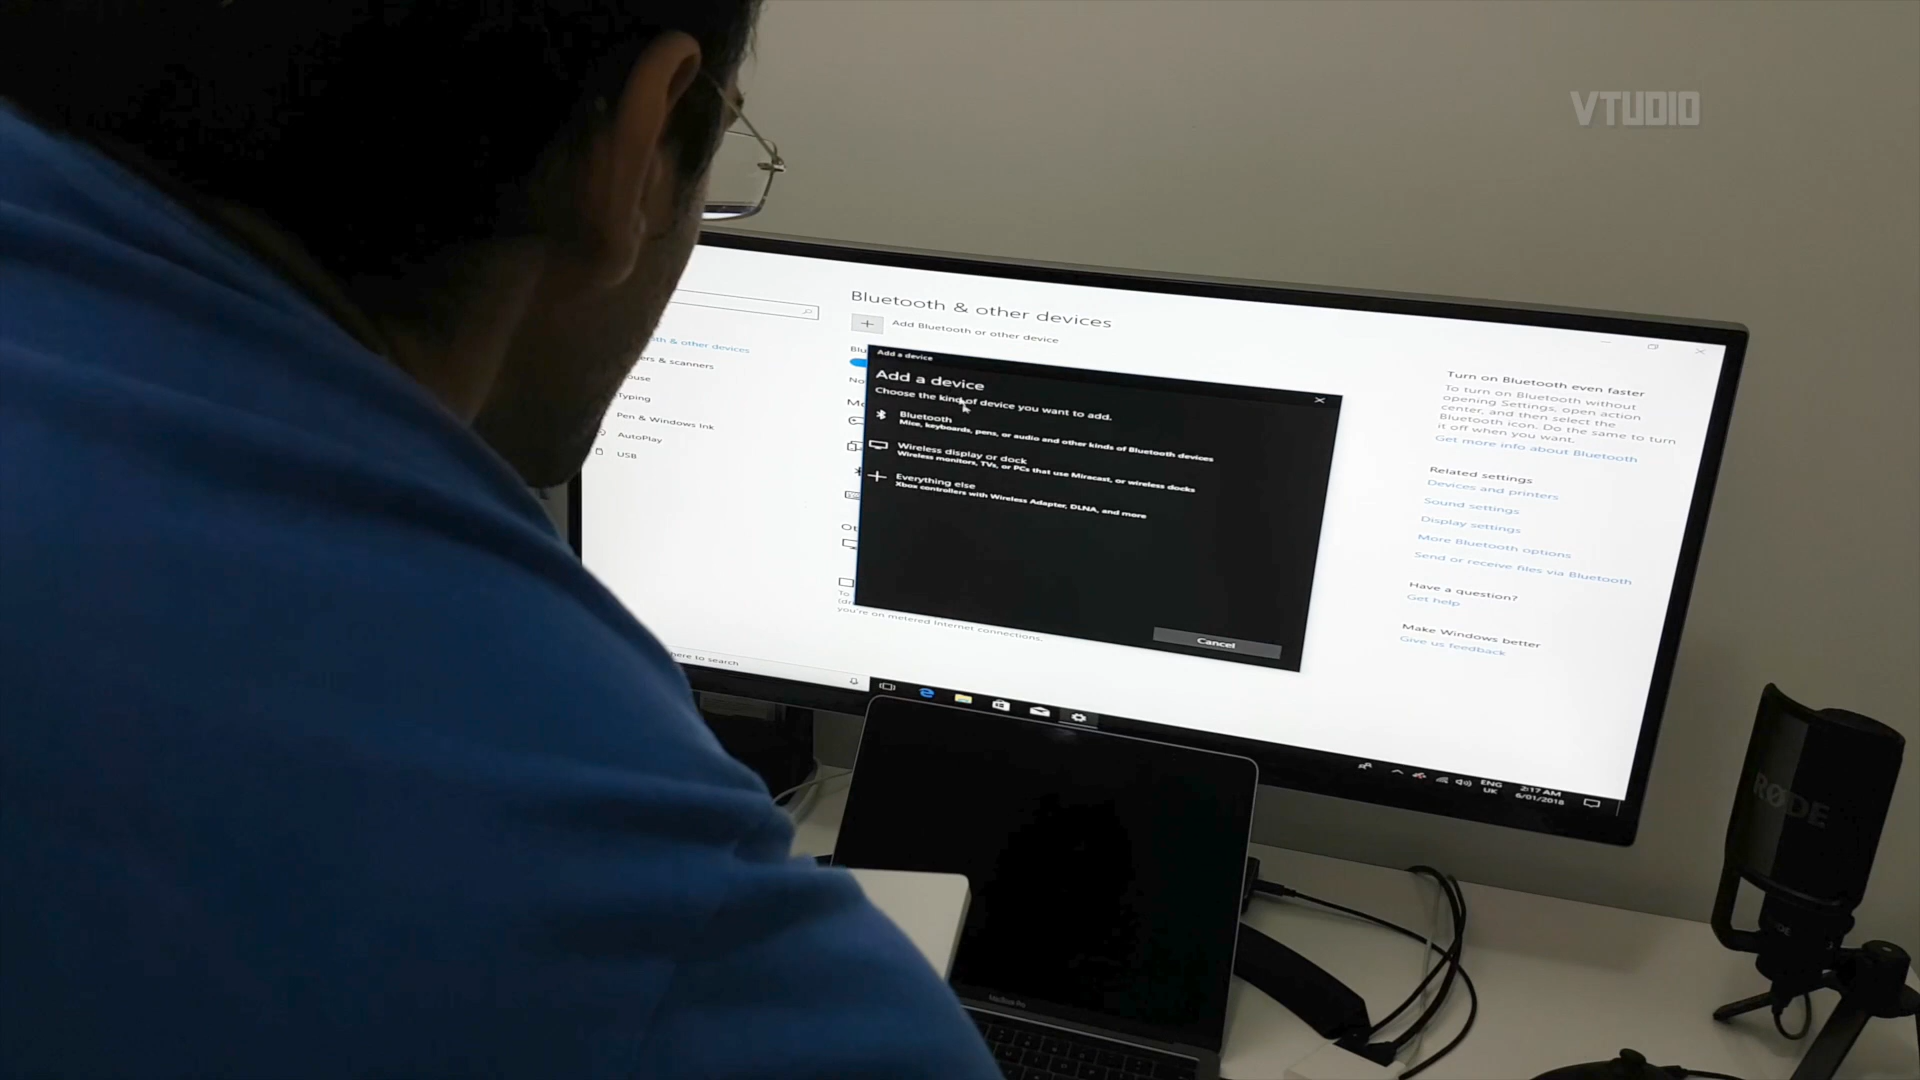 VTUDIO
Bluetooth & other devices
Add Bluetooth or other device
& other devices
& scanners
Typing
Pen & Windows Ink
AutoPlay
USB
Add a device
Add a device
Choose the kind of device you want to add.
Bluetooth
Mice, keyboards, pens, or audio and other kinds of Bluetooth devices
Wireless display or dock
Wireless monitors, TVs, or PCs that use Miracast, or wireless docks
Everything else
Xbox controllers with Wireless Adapter, DLNA, and more
Cancel
you're on metered Internet connections.
Turn on Bluetooth even faster
To turn on Bluetooth without
opening Settings, open action
center, and then select the
Bluetooth icon. Do the same to turn
it off when you want.
Get more info about Bluetooth
Related settings
Devices and printers
Sound settings
Display settings
More Bluetooth options
Send or receive files via Bluetooth
Have a question?
Get help
Make Windows better
Give us feedback
here to search
ENG
UK
2:17 AM
6/01/2018
MacBook Pro
RØDE
RØDE